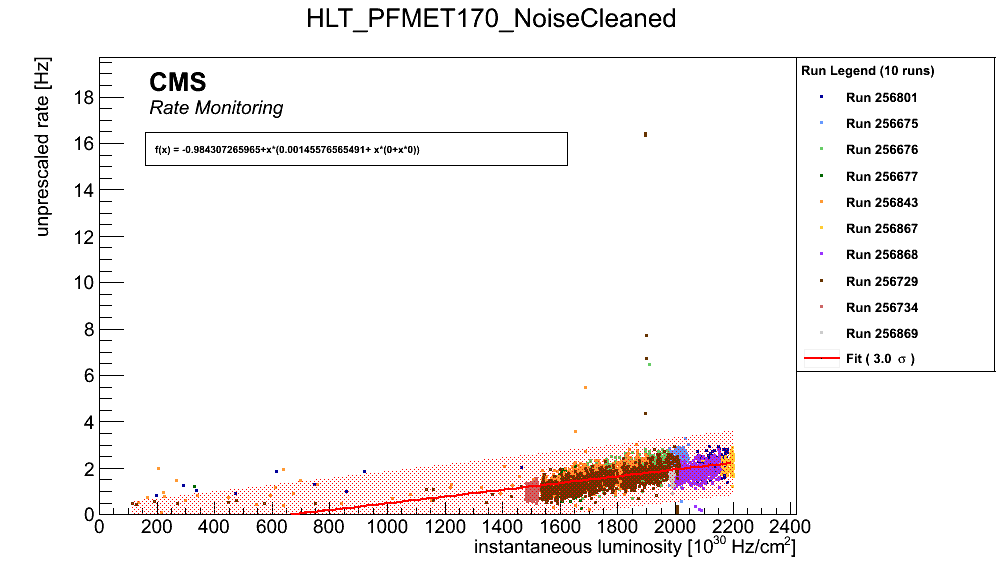 HLT_PFMET170_NoiseCleaned
unprescaled rate [Hz]
CMS
Rate Monitoring
f(x) = -0.984307265965+x*(0.00145576565491+ x*(0+x*0))
18
16
14
12
10
8
6
4
2
0
0 200 400 600 800 1000 1200 1400 1600 1800 2000 2200 2400
instantaneous luminosity [10³⁰ Hz/cm²]
Run Legend (10 runs)
Run 256801
Run 256675
Run 256676
Run 256677
Run 256843
Run 256867
Run 256868
Run 256729
Run 256734
Run 256869
Fit ( 3.0 σ )